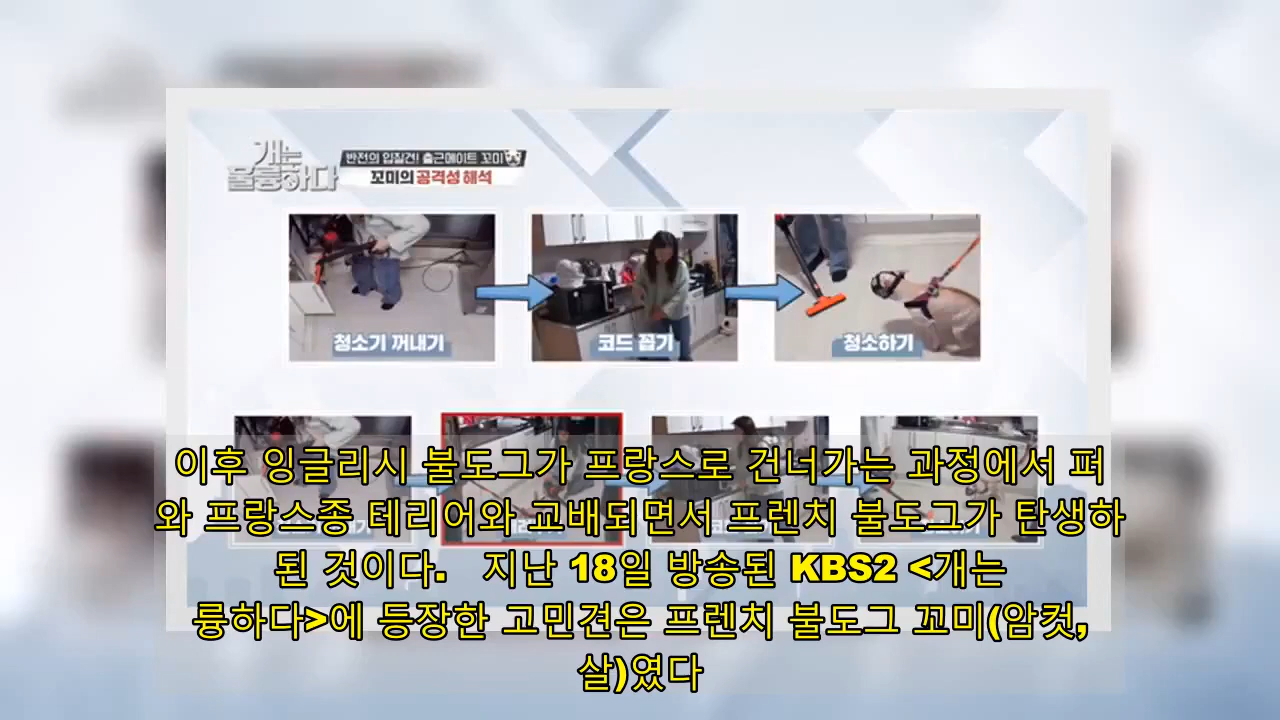 개는
훌륭하다
반전의 입질견! 출근메이트 꼬미
꼬미의 공격성 해석
청소기 꺼내기
코드 꼽기
청소하기
이후 잉글리시 불도그가 프랑스로 건너가는 과정에서 퍼
와 프랑스종 테리어와 교배되면서 프렌치 불도그가 탄생하
된 것이다. 지난 18일 방송된 KBS2 <개는
륭하다>에 등장한 고민견은 프렌치 불도그 꼬미(암컷,
살)였다